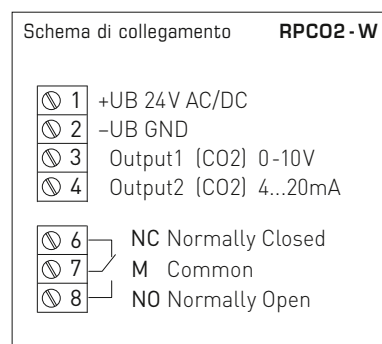 Schema di collegamento RPCO2-W
1 +UB 24V AC/DC
2 –UB GND
3 Output1 (CO2) 0-10V
4 Output2 (CO2) 4...20mA
6 NC Normally Closed
7 M Common
8 NO Normally Open